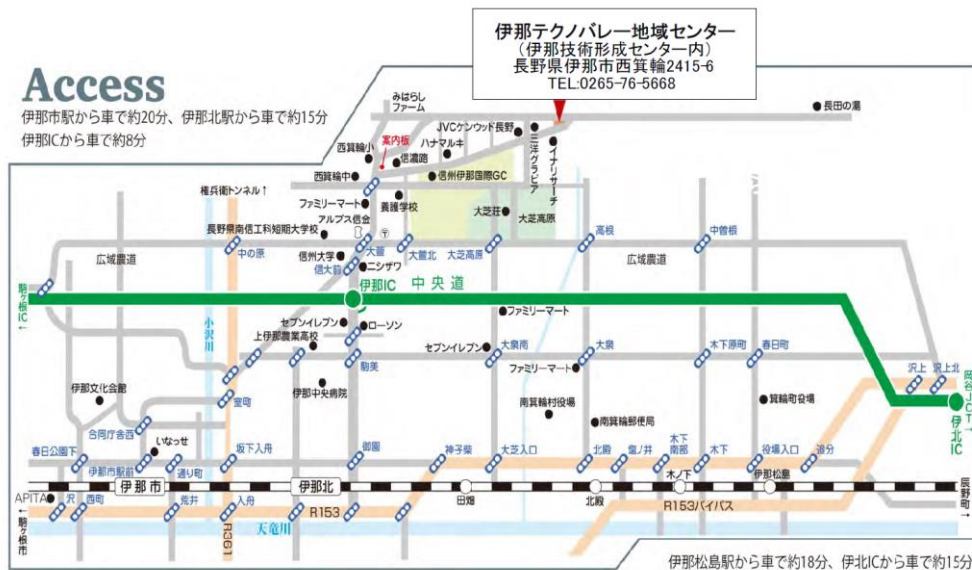 伊那テクノバレー地域センター
（伊那技術形成センター内）
長野県伊那市西箕輪2415-6
TEL:0265-76-5668
Access
伊那市駅から車で約20分、伊那北駅から車で約15分
伊那ICから車で約8分
みはらし
ファーム
長田の湯
JVCケンウッド長野
案内板
ハナマルキ
西箕輪小
信濃路
三洋グラビア
イナリサーチ
西箕輪中
信州伊那国際GC
権兵衛トンネル↑
ファミリーマート
養護学校
大芝荘
大芝高原
アルプス信金
長野県南信工科短期大学校
中の原
信州大学
大萱
大萱北
大芝高原
高根
中曽根
広域農道
信大前
ニシザワ
広域農道
駒ヶ根IC
↓
伊那IC
中央道
小沢川
セブンイレブン
ローソン
ファミリーマート
上伊那農業高校
駒美
セブンイレブン
大泉南
大泉
木下原町
春日町
ファミリーマート
沢上
沢上北
岡谷JCT→
伊那文化会館
室町
伊那中央病院
南箕輪村役場
南箕輪郵便局
箕輪町役場
伊北IC
合同庁舎西
いなっせ
春日公園下
伊那市駅前
通り町
坂下入舟
御園
神子柴
大芝入口
北殿
塩ノ井
木下
南部
木下
役場入口
追分
伊那市
伊那北
田畑
北殿
木ノ下
伊那松島
APITA
沢
西町
荒井
入舟
R153
R153バイパス
辰野町
↓
駒ヶ根市
R361
天竜川
伊那松島駅から車で約18分、伊北ICから車で約15分